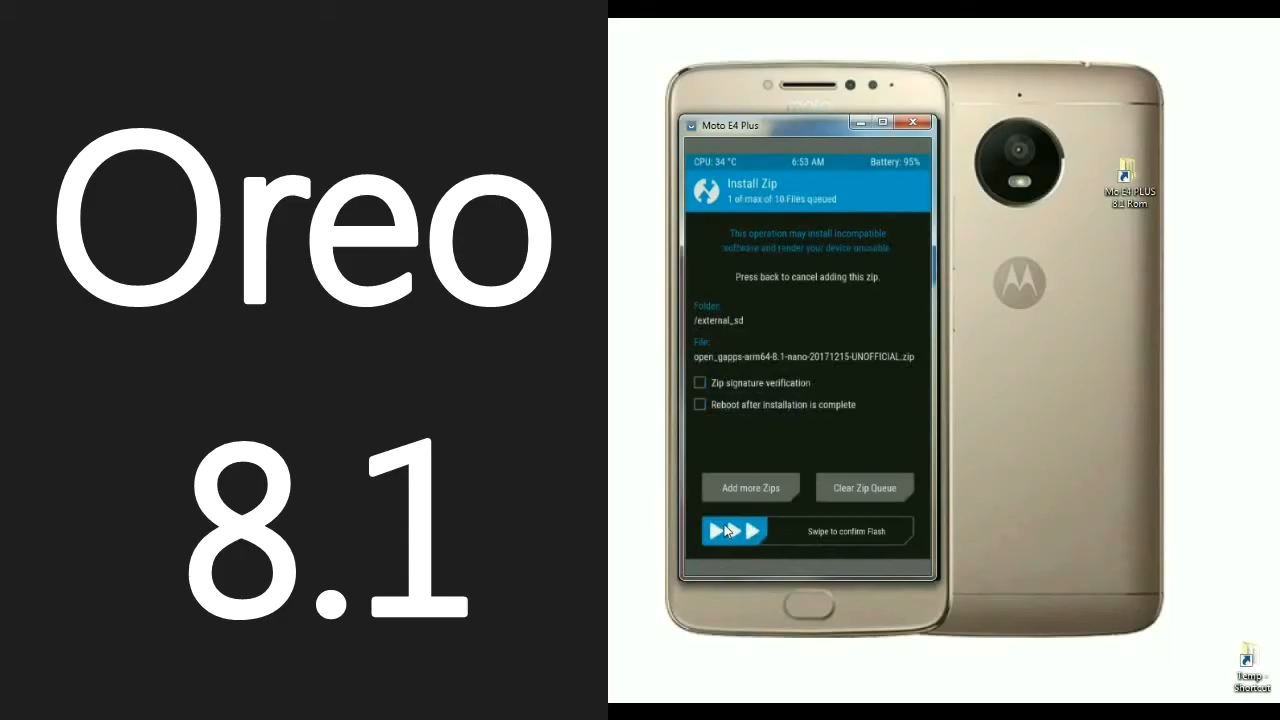 Oreo
8.1
moto
Moto E4 Plus
CPU: 34 °C 6:53 AM Battery: 95%
Install Zip
1 of max of 10 Files queued
This operation may install incompatible
software and render your device unusable.
Press back to cancel adding this zip.
Folder:
/external_sd
File:
open_gapps-arm64-8.1-nano-20171215-UNOFFICIAL.zip
Zip signature verification
Reboot after installation is complete
Add more Zips
Clear Zip Queue
Swipe to confirm Flash
Mo E4 PLUS
8.1 Rom
Temp -
Shortcut